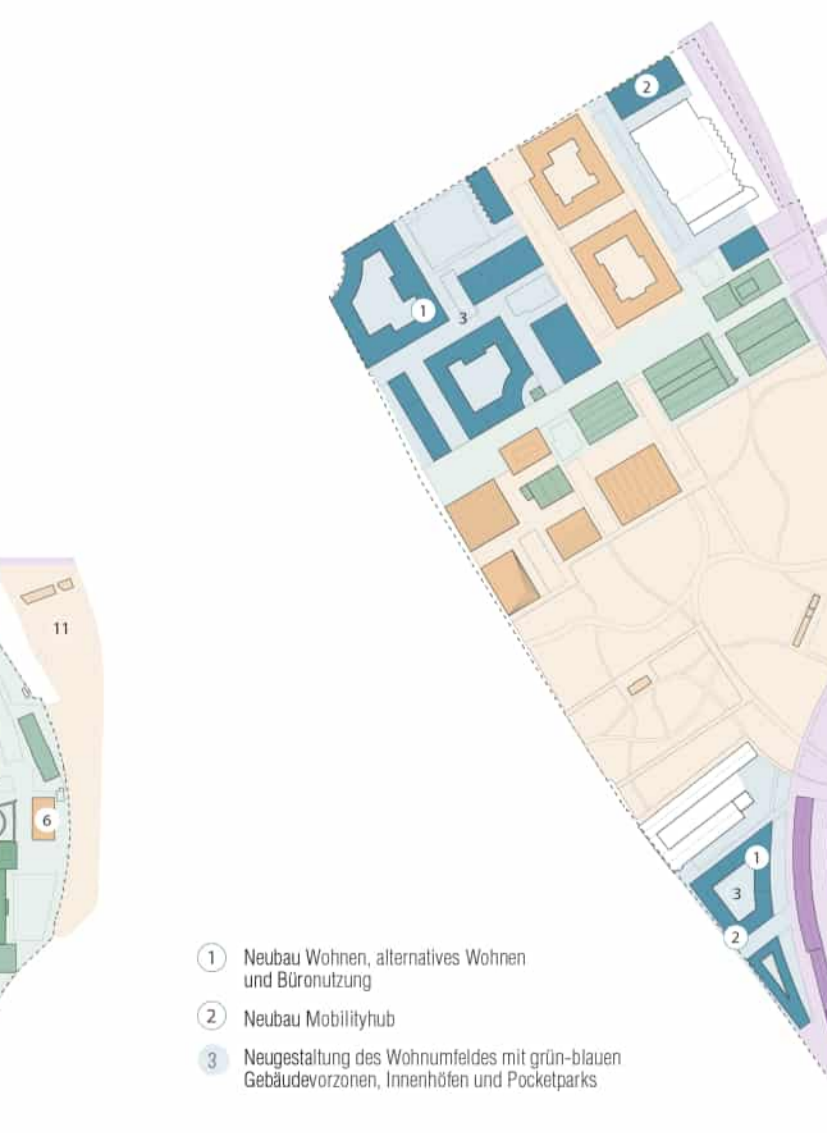 2
1
3
11
6
1
3
2
1 Neubau Wohnen, alternatives Wohnen
und Büronutzung
2 Neubau Mobilityhub
3 Neugestaltung des Wohnumfeldes mit grün-blauen
Gebäudevorzonen, Innenhöfen und Pocketparks